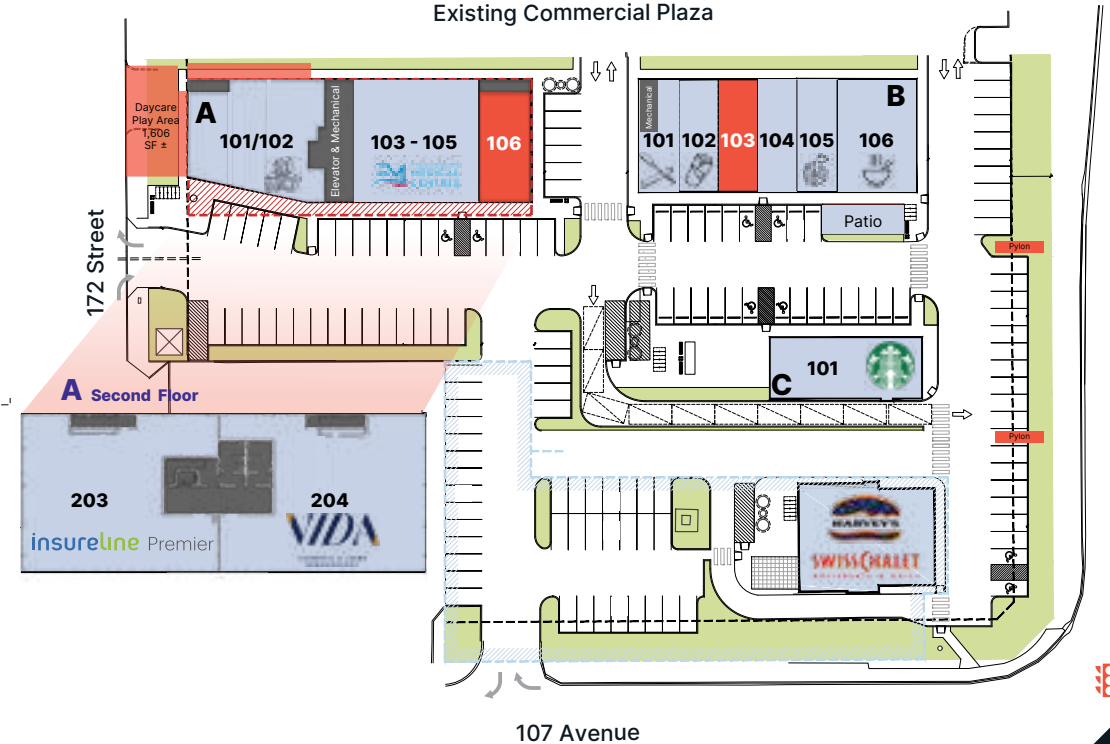 Existing Commercial Plaza
Daycare
Play Area
1,606
SF ±
A
101/102
Elevator & Mechanical
103 - 105
106
Mechanical
B
101
102
103
104
105
106
Patio
Pylon
172 Street
A Second Floor
C
101
Pylon
203
204
insureline Premier
VIDA
HARVEY'S
SWISS CHALET
107 Avenue